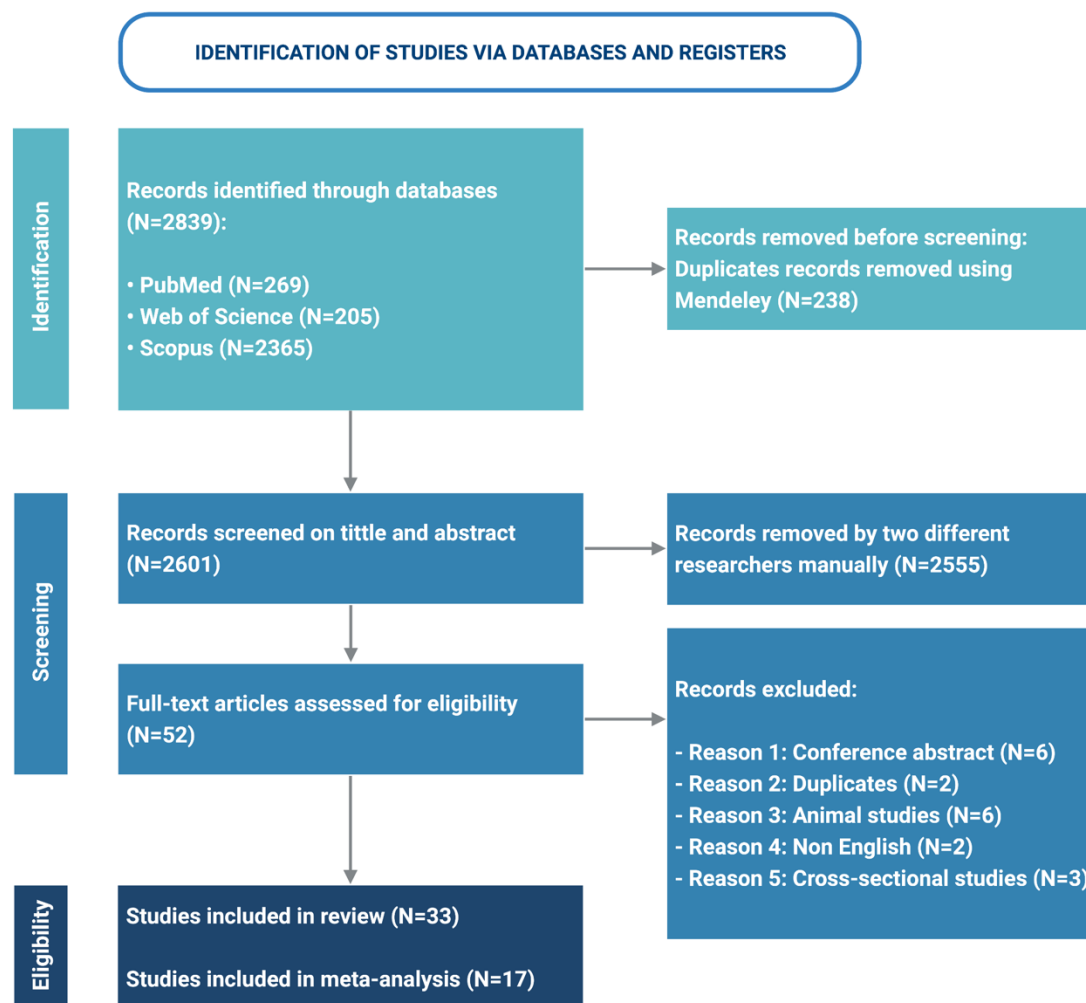 IDENTIFICATION OF STUDIES VIA DATABASES AND REGISTERS
Identification
Records identified through databases
(N=2839):
• PubMed (N=269)
• Web of Science (N=205)
• Scopus (N=2365)
Records removed before screening:
Duplicates records removed using
Mendeley (N=238)
Screening
Records screened on tittle and abstract
(N=2601)
Records removed by two different
researchers manually (N=2555)
Full-text articles assessed for eligibility
(N=52)
Records excluded:
- Reason 1: Conference abstract (N=6)
- Reason 2: Duplicates (N=2)
- Reason 3: Animal studies (N=6)
- Reason 4: Non English (N=2)
- Reason 5: Cross-sectional studies (N=3)
Eligibility
Studies included in review (N=33)
Studies included in meta-analysis (N=17)